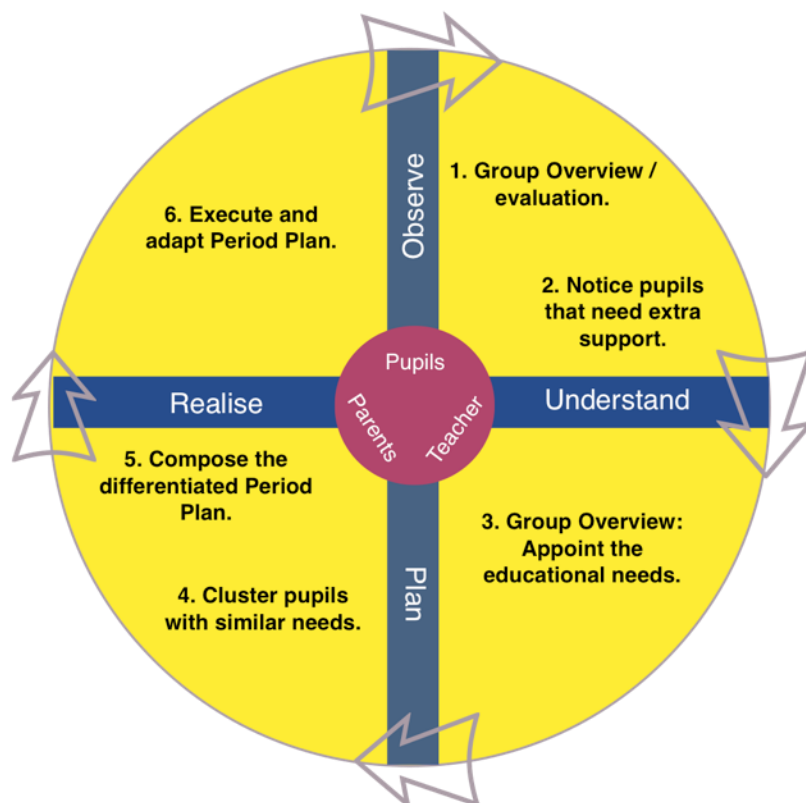 Observe
1. Group Overview /
evaluation.
2. Notice pupils
that need extra
support.
Understand
3. Group Overview:
Appoint the
educational needs.
Plan
4. Cluster pupils
with similar needs.
5. Compose the
differentiated Period
Plan.
Realise
6. Execute and
adapt Period Plan.
Pupils
Parents
Teacher